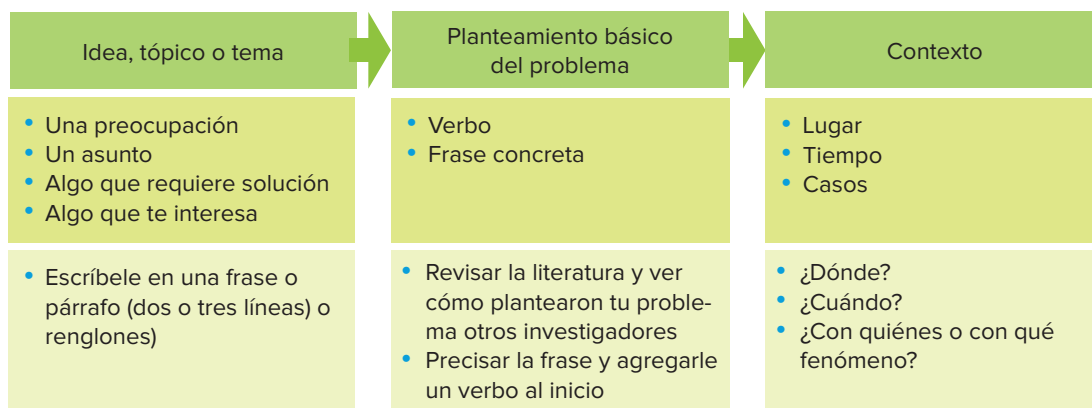 Idea, tópico o tema
Planteamiento básico
del problema
Contexto
• Una preocupación
• Un asunto
• Algo que requiere solución
• Algo que te interesa
• Verbo
• Frase concreta
• Lugar
• Tiempo
• Casos
• Escríbele en una frase o
párrafo (dos o tres líneas) o
renglones)
• Revisar la literatura y ver
cómo plantearon tu proble-
ma otros investigadores
• Precisar la frase y agregarle
un verbo al inicio
• ¿Dónde?
• ¿Cuándo?
• ¿Con quiénes o con qué
fenómeno?